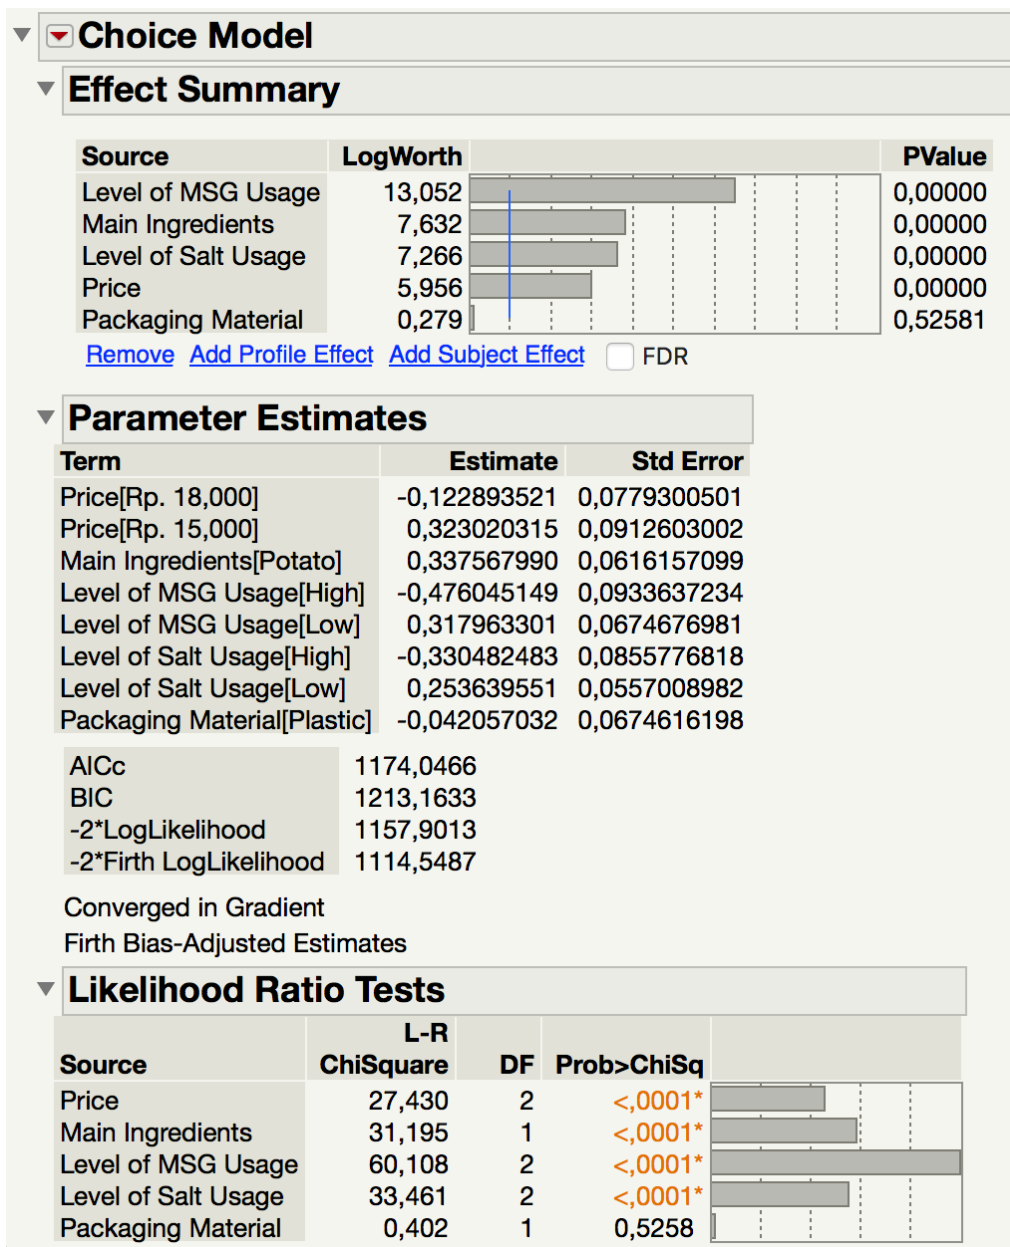 Choice Model
Effect Summary
Source LogWorth PValue
Level of MSG Usage 13,052 0,00000
Main Ingredients 7,632 0,00000
Level of Salt Usage 7,266 0,00000
Price 5,956 0,00000
Packaging Material 0,279 0,52581
Remove Add Profile Effect Add Subject Effect FDR
Parameter Estimates
Term Estimate Std Error
Price[Rp. 18,000] -0,122893521 0,0779300501
Price[Rp. 15,000] 0,323020315 0,0912603002
Main Ingredients[Potato] 0,337567990 0,0616157099
Level of MSG Usage[High] -0,476045149 0,0933637234
Level of MSG Usage[Low] 0,317963301 0,0674676981
Level of Salt Usage[High] -0,330482483 0,0855776818
Level of Salt Usage[Low] 0,253639551 0,0557008982
Packaging Material[Plastic] -0,042057032 0,0674616198
AICc 1174,0466
BIC 1213,1633
-2*LogLikelihood 1157,9013
-2*Firth LogLikelihood 1114,5487
Converged in Gradient
Firth Bias-Adjusted Estimates
Likelihood Ratio Tests
L-R
Source ChiSquare DF Prob>ChiSq
Price 27,430 2 <,0001*
Main Ingredients 31,195 1 <,0001*
Level of MSG Usage 60,108 2 <,0001*
Level of Salt Usage 33,461 2 <,0001*
Packaging Material 0,402 1 0,5258